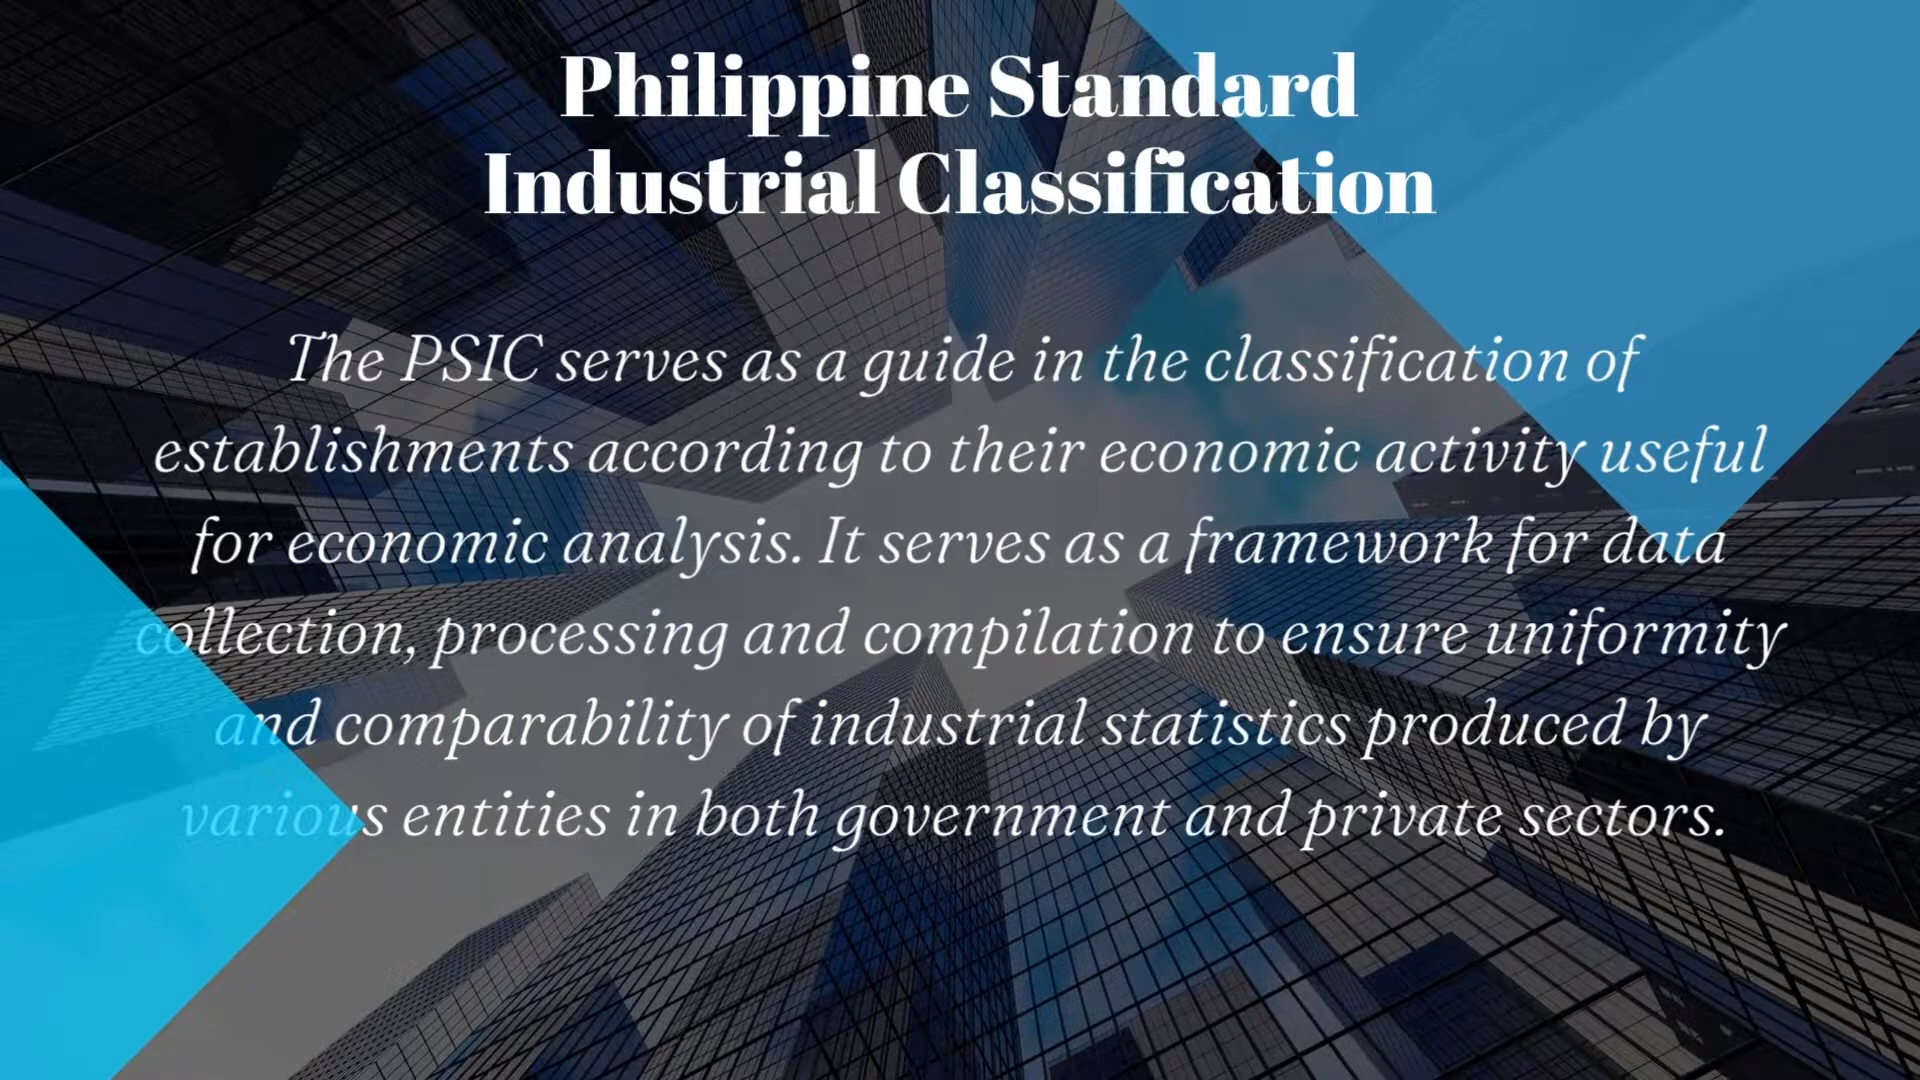 Philippine Standard
Industrial Classification
The PSIC serves as a guide in the classification of
establishments according to their economic activity useful
for economic analysis. It serves as a framework for data
collection, processing and compilation to ensure uniformity
and comparability of industrial statistics produced by
various entities in both government and private sectors.